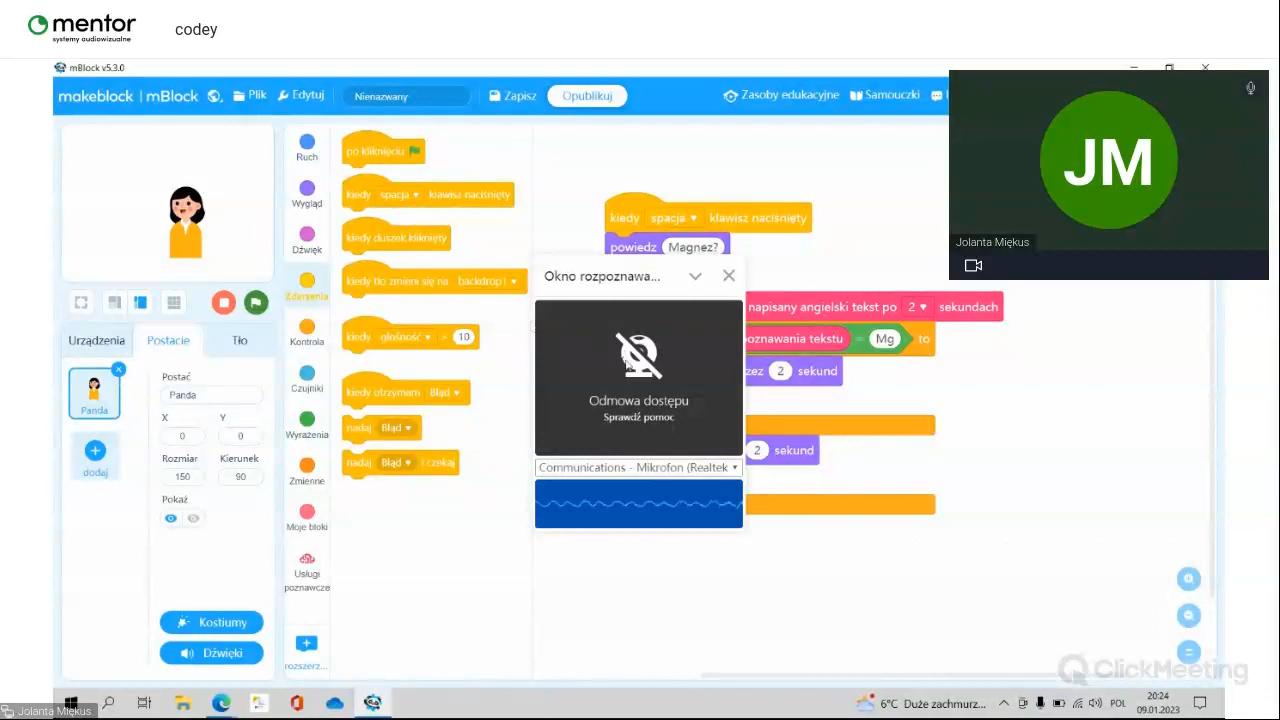 mentor
systemy audiowizualne
codey
mBlock v5.3.0
makeblock | mBlock
Plik
Edytuj
Nienazwany
Zapisz
Opublikuj
Zasoby edukacyjne
Samouczki
JM
Jolanta Miękus
Ruch
Wygląd
Dźwięk
Zdarzenia
Kontrola
Czujniki
Wyrażenia
Zmienne
Moje bloki
Usługi
poznawcze
rozszerz...
po kliknięciu
kiedy spacja klawisz naciśnięty
kiedy duszek kliknięty
kiedy tło zmieni się na backdrop1
kiedy głośność > 10
kiedy otrzymam Błąd
nadaj Błąd
nadaj Błąd i czekaj
kiedy spacja klawisz naciśnięty
powiedz Magnez?
napisany angielski tekst po 2 sekundach
poznawania tekstu = Mg to
zez 2 sekund
2 sekund
Okno rozpoznawa...
Odmowa dostępu
Sprawdź pomoc
Communications - Mikrofon (Realtek
Urządzenia
Postacie
Tło
Panda
dodaj
Postać
Panda
X
Y
0
0
Rozmiar
Kierunek
150
90
Pokaż
Kostiumy
Dźwięki
ClickMeeting
6°C Duże zachmurz...
POL
20:24
09.01.2023
Jolanta Miękus